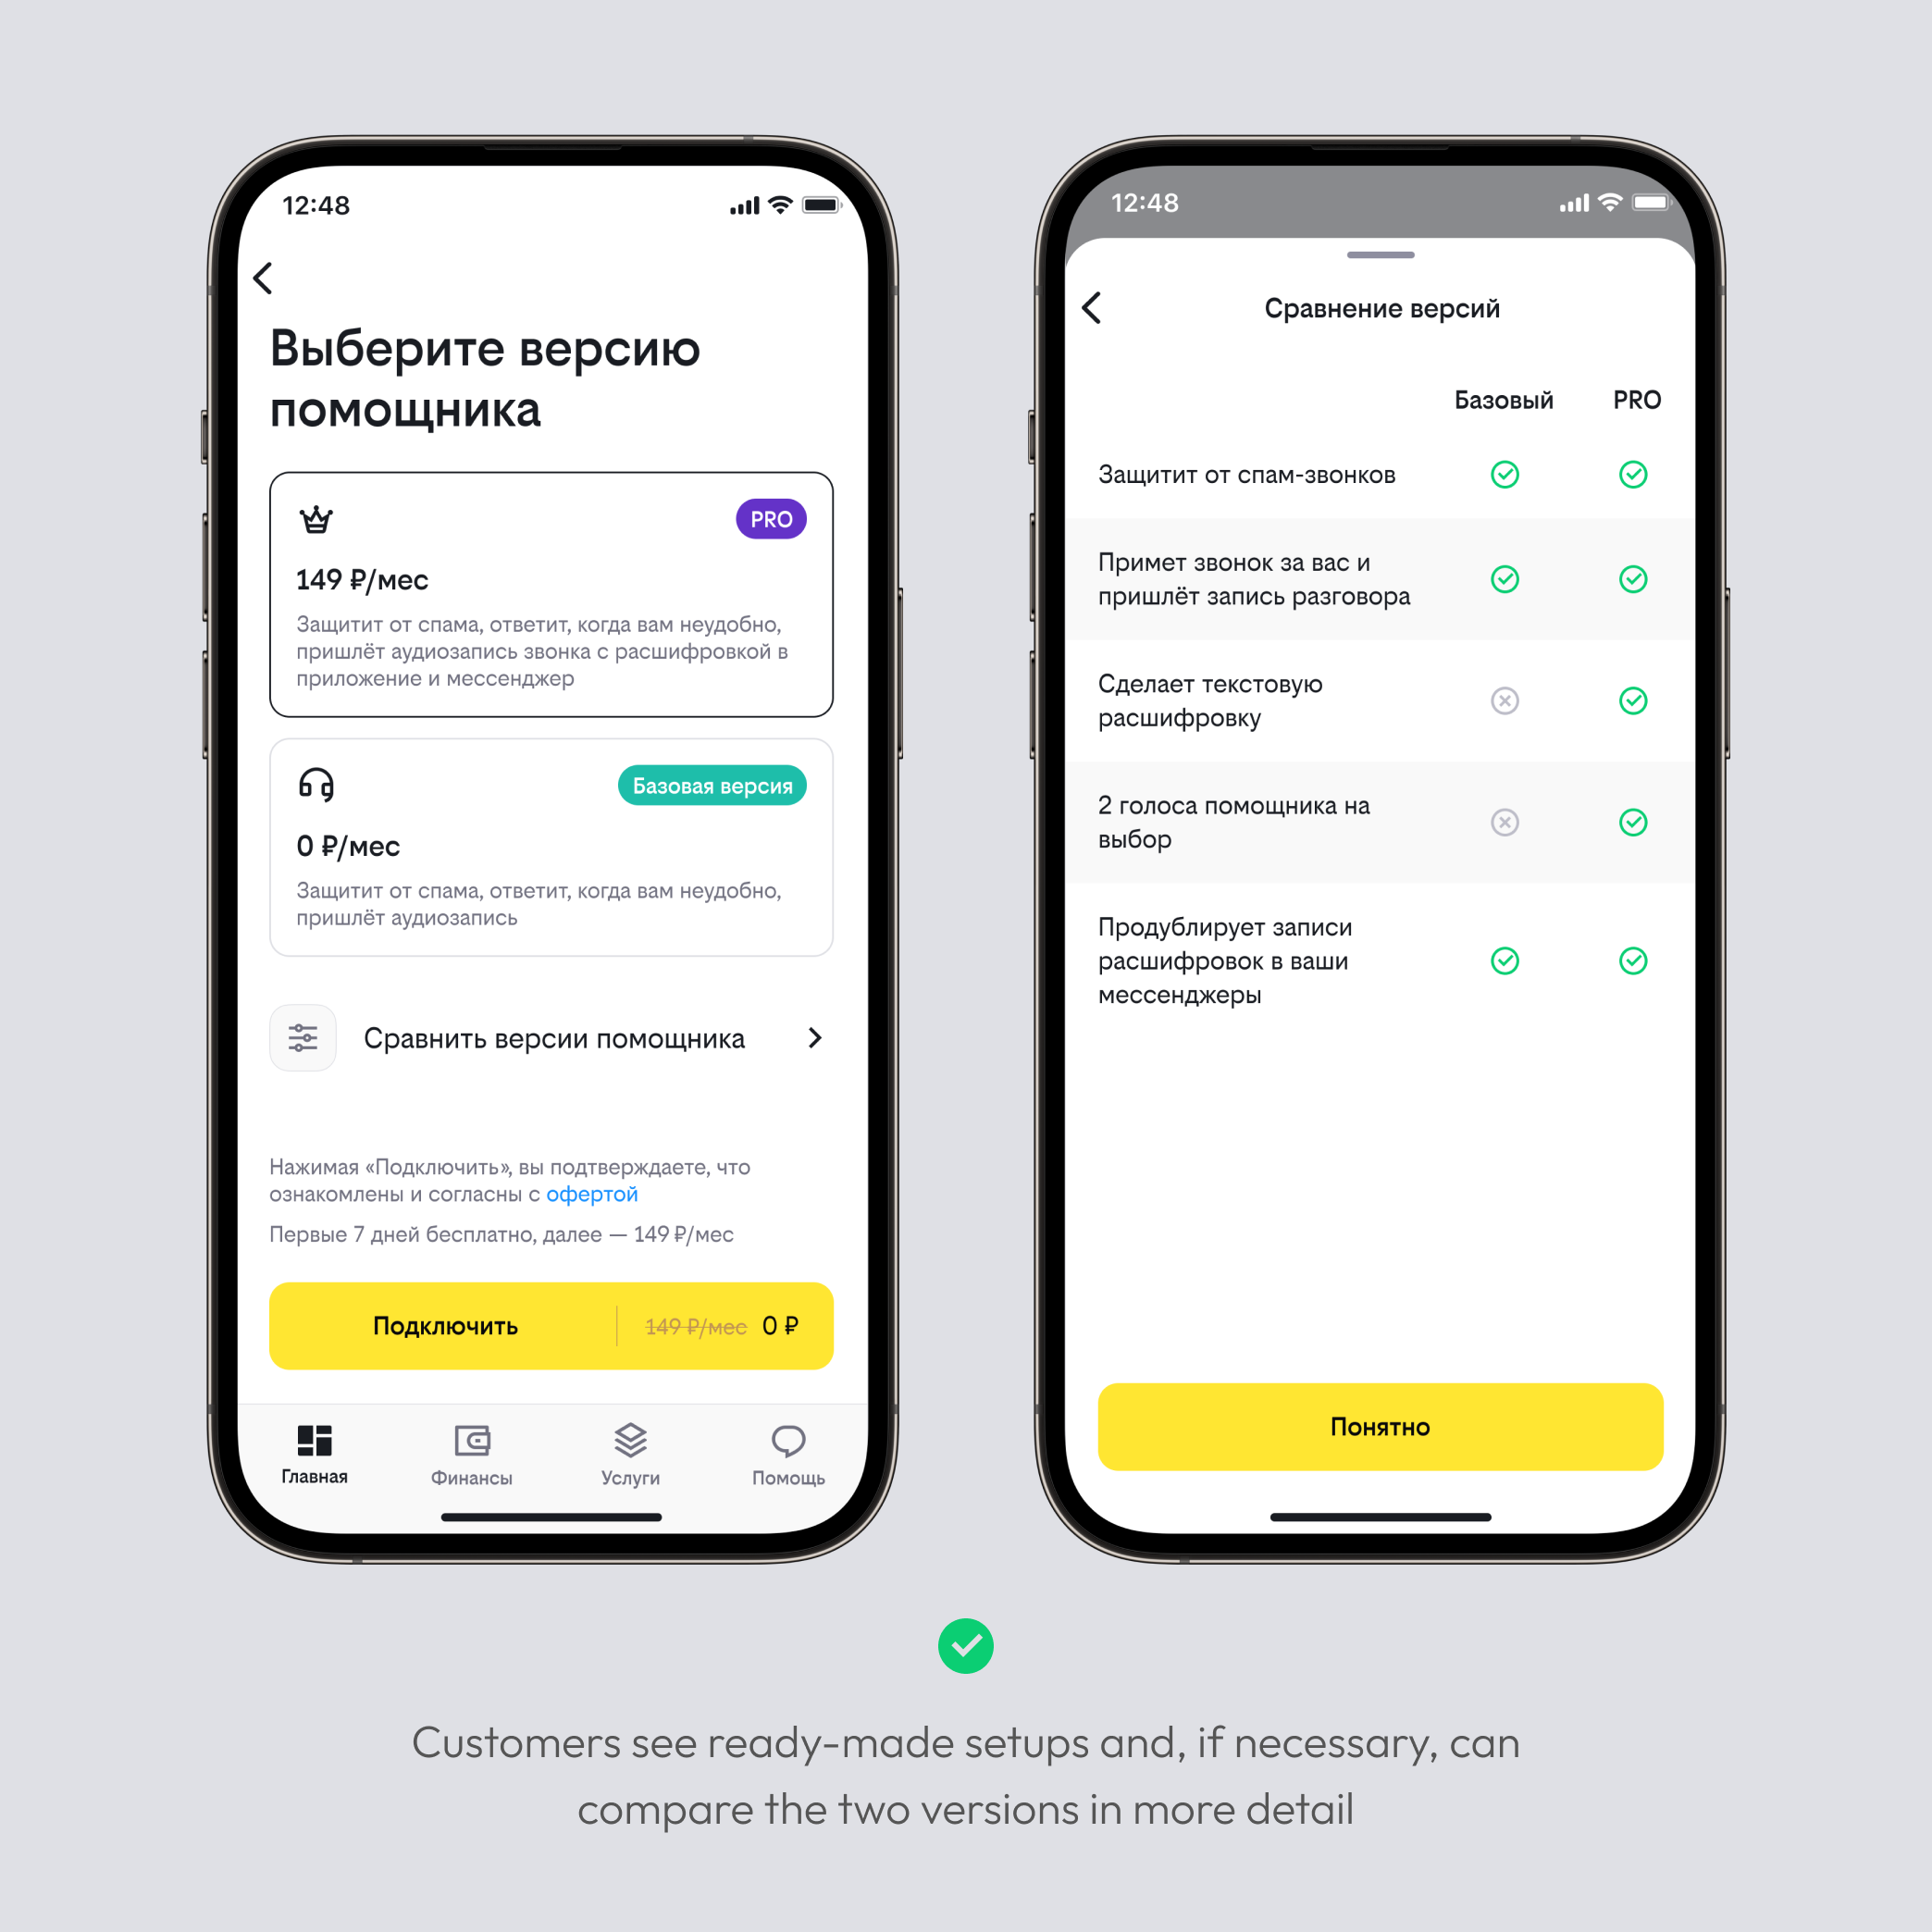 12:48
Выберите версию
помощника
PRO
149 ₽/мес
Защитит от спама, ответит, когда вам неудобно,
пришлёт аудиозапись звонка с расшифровкой в
приложение и мессенджер
Базовая версия
0 ₽/мес
Защитит от спама, ответит, когда вам неудобно,
пришлёт аудиозапись
Сравнить версии помощника
Нажимая «Подключить», вы подтверждаете, что
ознакомлены и согласны с офертой
Первые 7 дней бесплатно, далее — 149 ₽/мес
Подключить 149 ₽/мес 0 ₽
Главная Финансы Услуги Помощь
12:48
Сравнение версий
Базовый PRO
Защитит от спам-звонков
Примет звонок за вас и
пришлёт запись разговора
Сделает текстовую
расшифровку
2 голоса помощника на
выбор
Продублирует записи
расшифровок в ваши
мессенджеры
Понятно
Customers see ready-made setups and, if necessary, can
compare the two versions in more detail